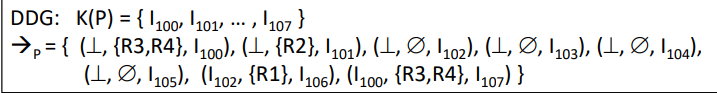 DDG: K(P) = { I₁₀₀, I₁₀₁, … , I₁₀₇ }
→ₚ = { (⊥, {R3,R4}, I₁₀₀), (⊥, {R2}, I₁₀₁), (⊥, ∅, I₁₀₂), (⊥, ∅, I₁₀₃), (⊥, ∅, I₁₀₄),
(⊥, ∅, I₁₀₅), (I₁₀₂, {R1}, I₁₀₆), (I₁₀₀, {R3,R4}, I₁₀₇) }